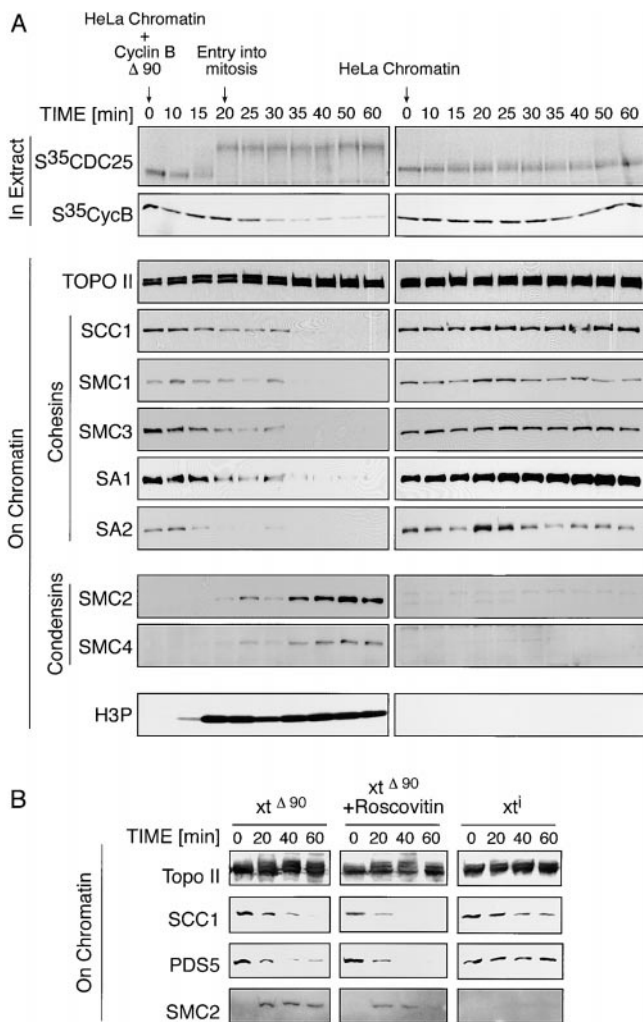 A
HeLa Chromatin
+
Cyclin B
Δ 90
Entry into
mitosis
HeLa Chromatin
TIME [min] 0 10 15 20 25 30 35 40 50 60 0 10 15 20 25 30 35 40 50 60
In Extract
S35CDC25
S35CycB
On Chromatin
TOPO II
Cohesins
SCC1
SMC1
SMC3
SA1
SA2
Condensins
SMC2
SMC4
H3P
B
xt Δ 90
xt Δ 90
+Roscovitin
xti
TIME [min] 0 20 40 60 0 20 40 60 0 20 40 60
On Chromatin
Topo II
SCC1
PDS5
SMC2